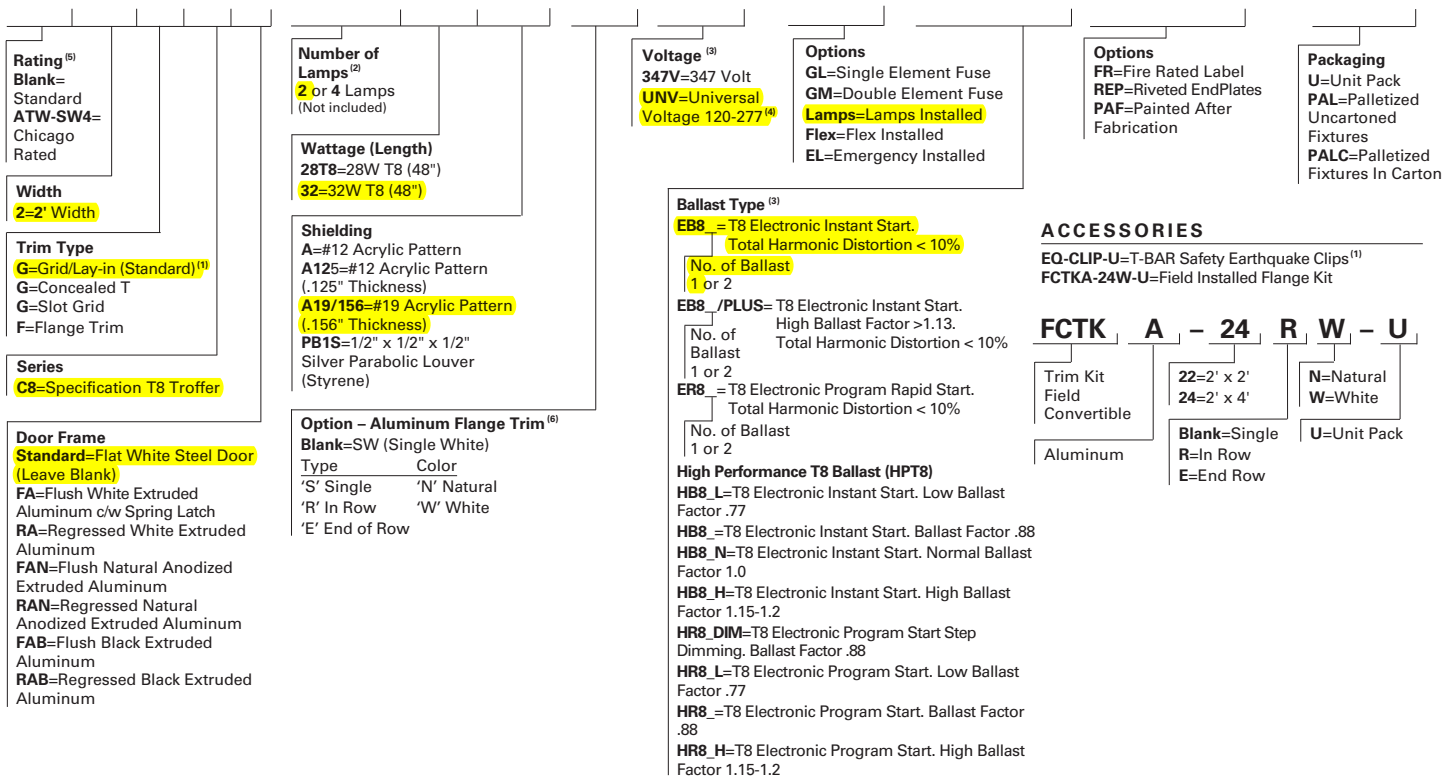 Rating (5)
Blank=
Standard
ATW-SW4=
Chicago
Rated
Width
2=2' Width
Trim Type
G=Grid/Lay-in (Standard)(1)
G=Concealed T
G=Slot Grid
F=Flange Trim
Series
C8=Specification T8 Troffer
Door Frame
Standard=Flat White Steel Door
(Leave Blank)
FA=Flush White Extruded
Aluminum c/w Spring Latch
RA=Regressed White Extruded
Aluminum
FAN=Flush Natural Anodized
Extruded Aluminum
RAN=Regressed Natural
Anodized Extruded Aluminum
FAB=Flush Black Extruded
Aluminum
RAB=Regressed Black Extruded
Aluminum
Number of
Lamps(2)
2 or 4 Lamps
(Not included)
Wattage (Length)
28T8=28W T8 (48")
32=32W T8 (48")
Shielding
A=#12 Acrylic Pattern
A125=#12 Acrylic Pattern
(.125" Thickness)
A19/156=#19 Acrylic Pattern
(.156" Thickness)
PB1S=1/2" x 1/2" x 1/2"
Silver Parabolic Louver
(Styrene)
Option – Aluminum Flange Trim(6)
Blank=SW (Single White)
Type Color
'S' Single 'N' Natural
'R' In Row 'W' White
'E' End of Row
Voltage (3)
347V=347 Volt
UNV=Universal
Voltage 120-277(4)
Options
GL=Single Element Fuse
GM=Double Element Fuse
Lamps=Lamps Installed
Flex=Flex Installed
EL=Emergency Installed
Ballast Type (3)
EB8_=T8 Electronic Instant Start.
Total Harmonic Distortion < 10%
No. of Ballast
1 or 2
EB8_/PLUS=T8 Electronic Instant Start.
High Ballast Factor >1.13.
Total Harmonic Distortion < 10%
No. of
Ballast
1 or 2
ER8_=T8 Electronic Program Rapid Start.
Total Harmonic Distortion < 10%
No. of Ballast
1 or 2
High Performance T8 Ballast (HPT8)
HB8_L=T8 Electronic Instant Start. Low Ballast
Factor .77
HB8_=T8 Electronic Instant Start. Ballast Factor .88
HB8_N=T8 Electronic Instant Start. Normal Ballast
Factor 1.0
HB8_H=T8 Electronic Instant Start. High Ballast
Factor 1.15-1.2
HR8_DIM=T8 Electronic Program Start Step
Dimming. Ballast Factor .88
HR8_L=T8 Electronic Program Start. Low Ballast
Factor .77
HR8_=T8 Electronic Program Start. Ballast Factor
.88
HR8_H=T8 Electronic Program Start. High Ballast
Factor 1.15-1.2
Options
FR=Fire Rated Label
REP=Riveted EndPlates
PAF=Painted After
Fabrication
Packaging
U=Unit Pack
PAL=Palletized
Uncartoned
Fixtures
PALC=Palletized
Fixtures In Carton
ACCESSORIES
EQ-CLIP-U=T-BAR Safety Earthquake Clips(1)
FCTKA-24W-U=Field Installed Flange Kit
FCTK A – 24 R W – U
Trim Kit
Field
Convertible
Aluminum
22=2' x 2'
24=2' x 4'
Blank=Single
R=In Row
E=End Row
N=Natural
W=White
U=Unit Pack